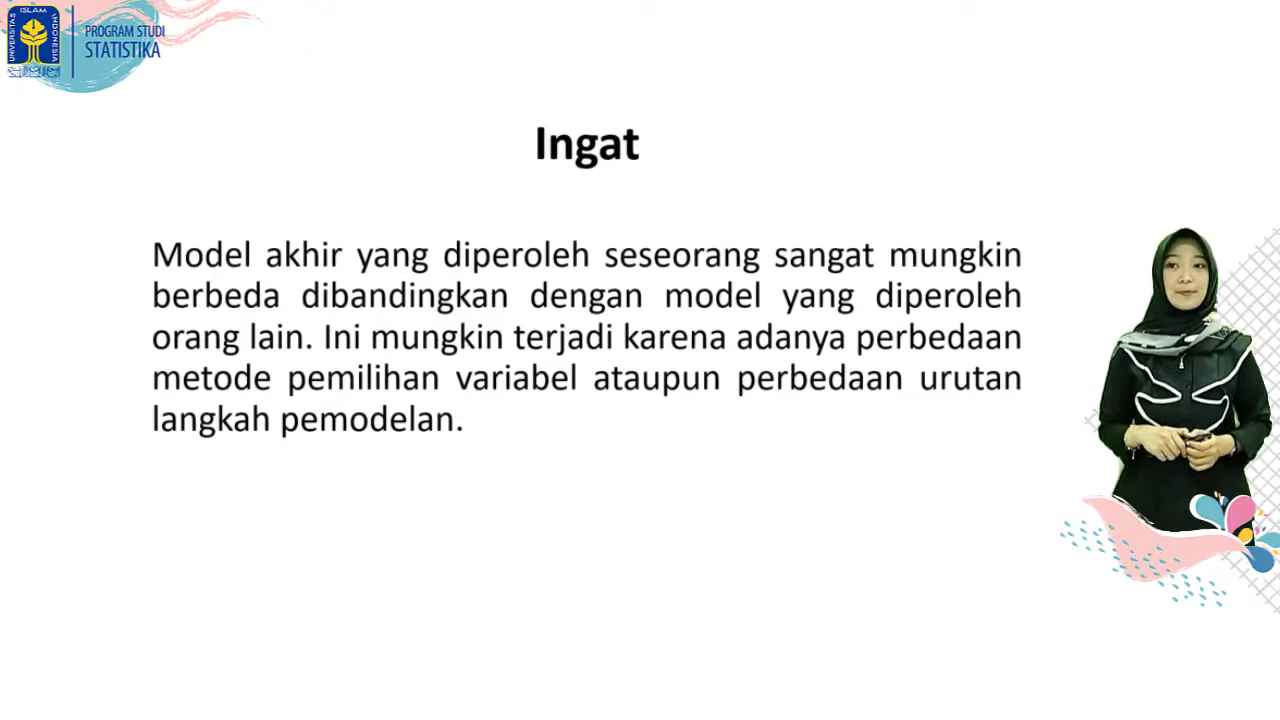 UNIVERSITAS ISLAM INDONESIA
PROGRAM STUDI
STATISTIKA
Ingat
Model akhir yang diperoleh seseorang sangat mungkin
berbeda dibandingkan dengan model yang diperoleh
orang lain. Ini mungkin terjadi karena adanya perbedaan
metode pemilihan variabel ataupun perbedaan urutan
langkah pemodelan.